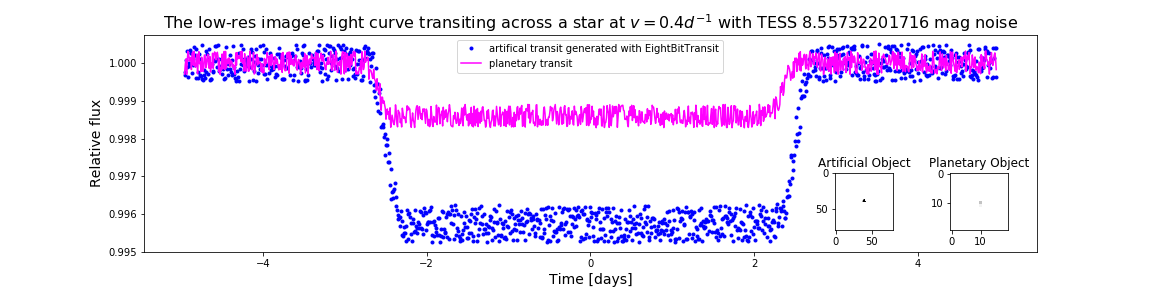 The low-res image's light curve transiting across a star at v = 0.4d⁻¹ with TESS 8.55732201716 mag noise
artifical transit generated with EightBitTransit
planetary transit
Relative flux
1.000
0.999
0.998
0.997
0.996
0.995
Artificial Object
Planetary Object
0
50
0
50
0
10
0
10
−4
−2
0
2
4
Time [days]